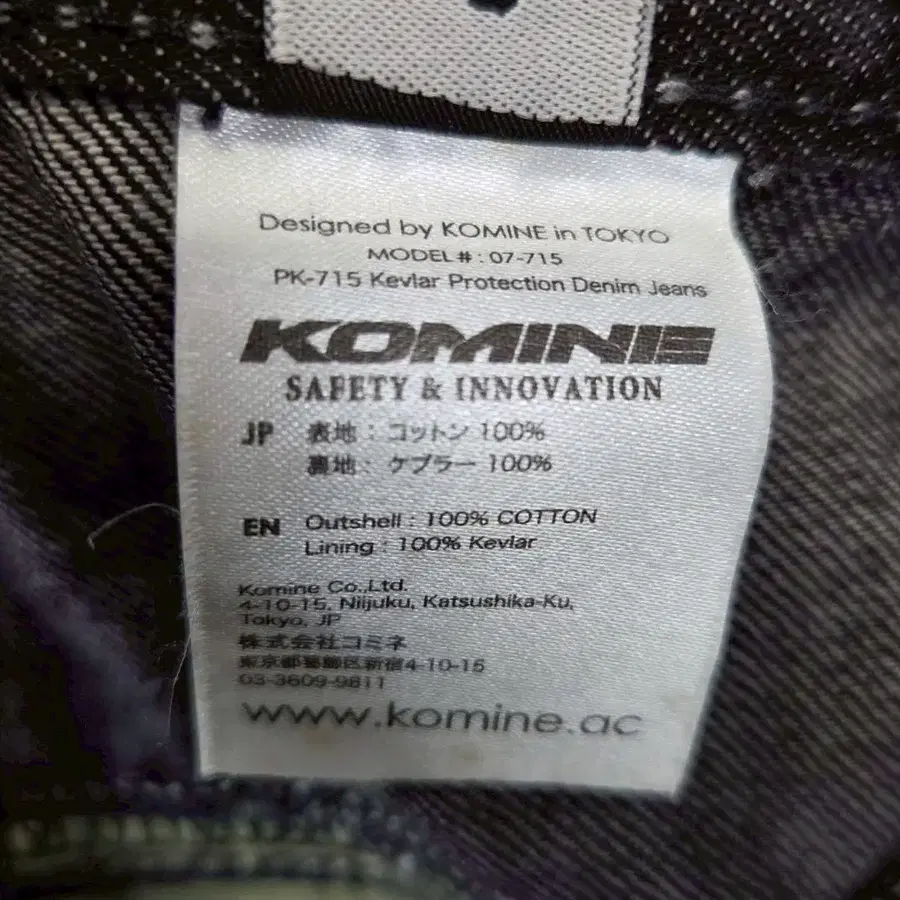 Designed by KOMINE in TOKYO
MODEL # : 07-715
PK-715 Kevlar Protection Denim Jeans
KOMINE
SAFETY & INNOVATION
JP 表地 : コットン 100%
裏地 : ケブラー 100%
EN Outshell : 100% COTTON
Lining : 100% Kevlar
Komine Co.,Ltd.
4-10-15, Niijuku, Katsushika-Ku,
Tokyo, JP
株式会社コミネ
東京都葛飾区新宿4-10-15
03-3609-9811
www.komine.ac